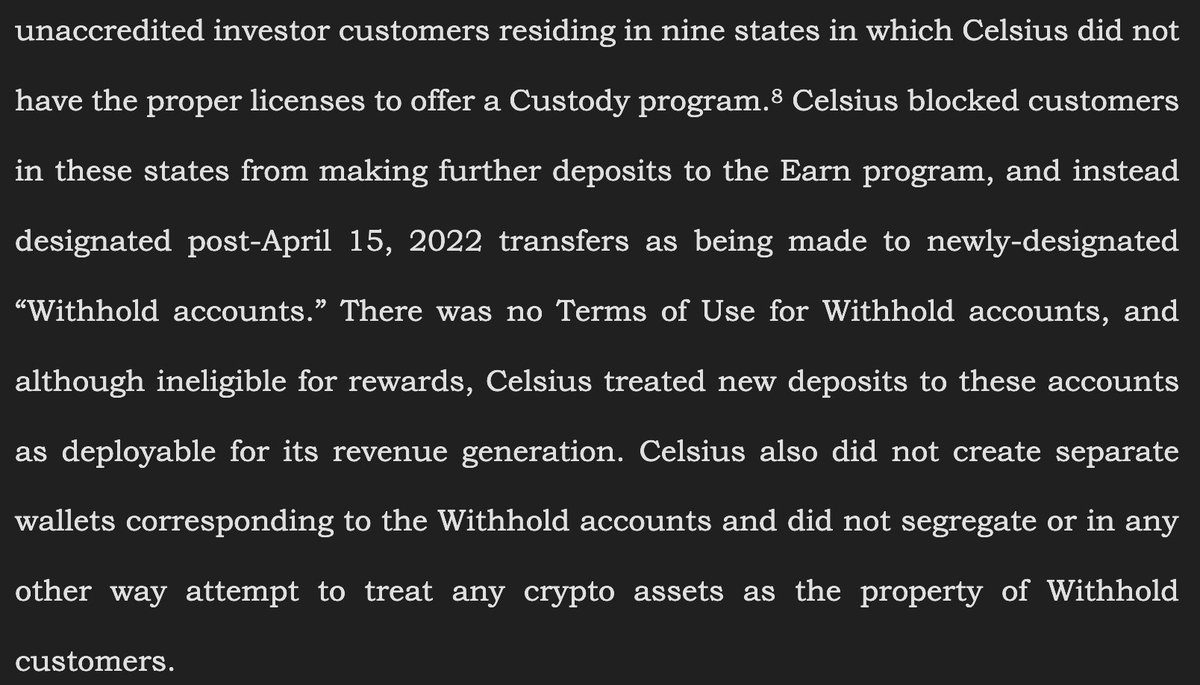 unaccredited investor customers residing in nine states in which Celsius did not
have the proper licenses to offer a Custody program.⁸ Celsius blocked customers
in these states from making further deposits to the Earn program, and instead
designated post-April 15, 2022 transfers as being made to newly-designated
“Withhold accounts.” There was no Terms of Use for Withhold accounts, and
although ineligible for rewards, Celsius treated new deposits to these accounts
as deployable for its revenue generation. Celsius also did not create separate
wallets corresponding to the Withhold accounts and did not segregate or in any
other way attempt to treat any crypto assets as the property of Withhold
customers.